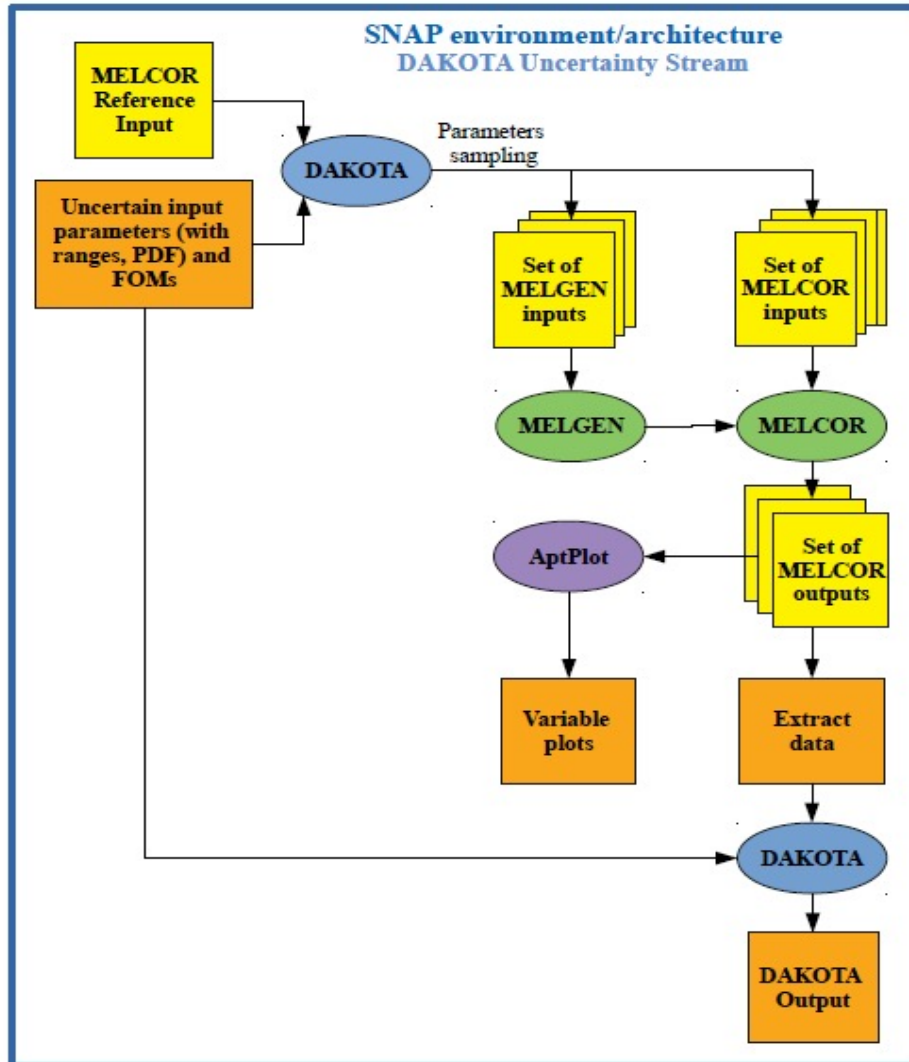 SNAP environment/architecture
DAKOTA Uncertainty Stream
MELCOR
Reference
Input
DAKOTA
Parameters
sampling
Uncertain input
parameters (with
ranges, PDF) and
FOMs
Set of
MELGEN
inputs
Set of
MELCOR
inputs
MELGEN
MELCOR
AptPlot
Set of
MELCOR
outputs
Variable
plots
Extract
data
DAKOTA
DAKOTA
Output